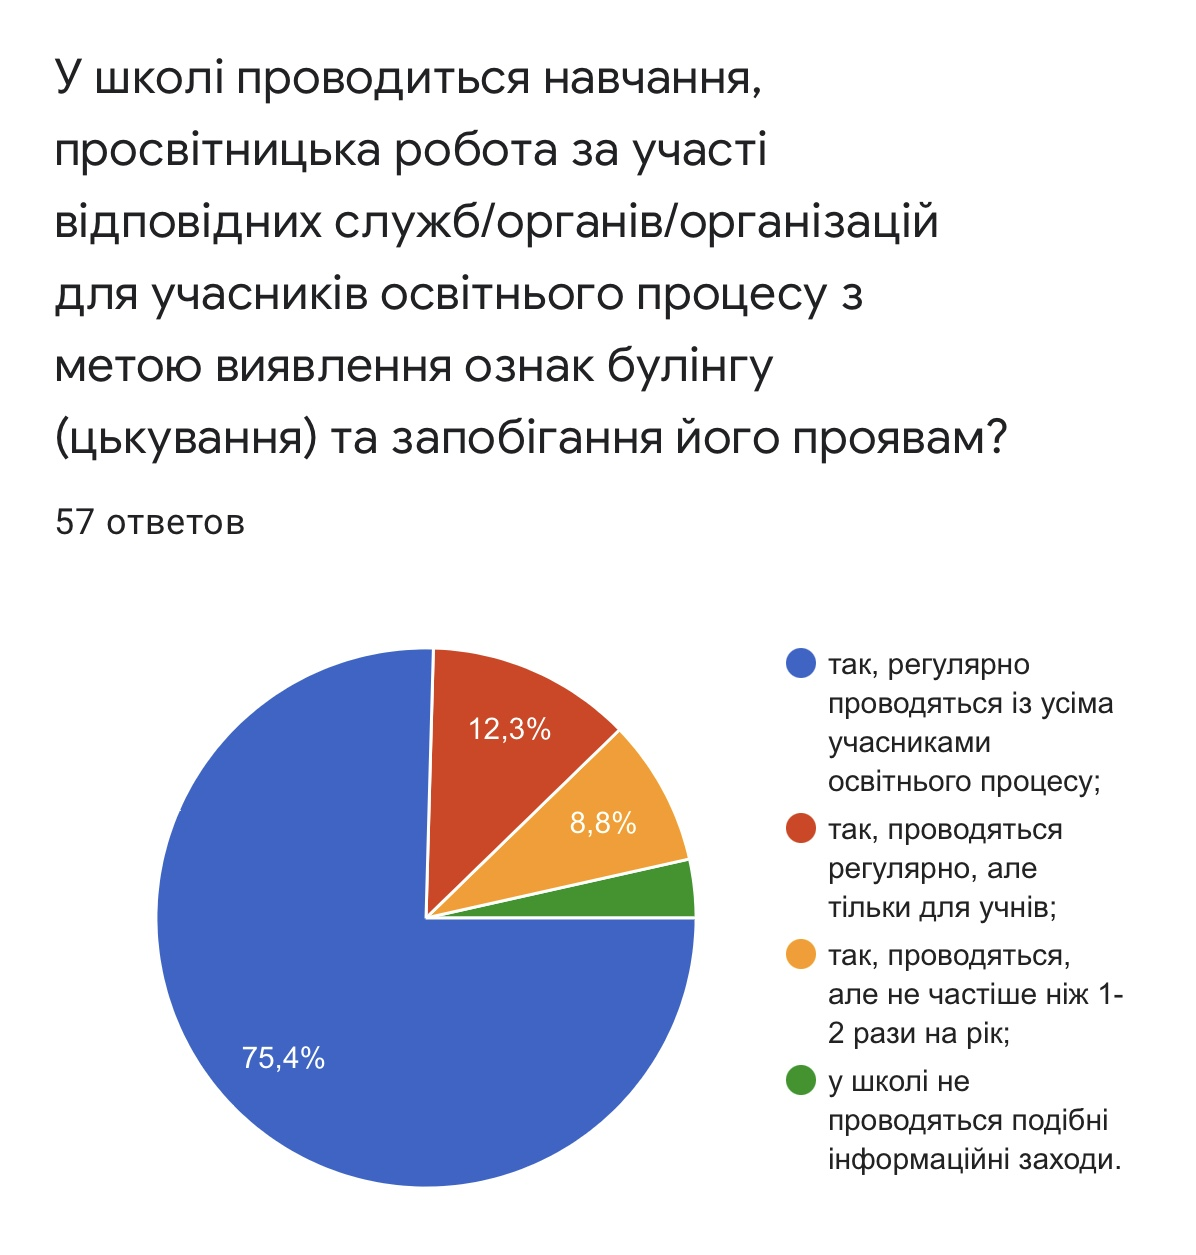 У школі проводиться навчання,
просвітницька робота за участі
відповідних служб/органів/організацій
для учасників освітнього процесу з
метою виявлення ознак булінгу
(цькування) та запобігання його проявам?
57 ответов
12,3%
8,8%
75,4%
так, регулярно
проводяться із усіма
учасниками
освітнього процесу;
так, проводяться
регулярно, але
тільки для учнів;
так, проводяться,
але не частіше ніж 1-
2 рази на рік;
у школі не
проводяться подібні
інформаційні заходи.